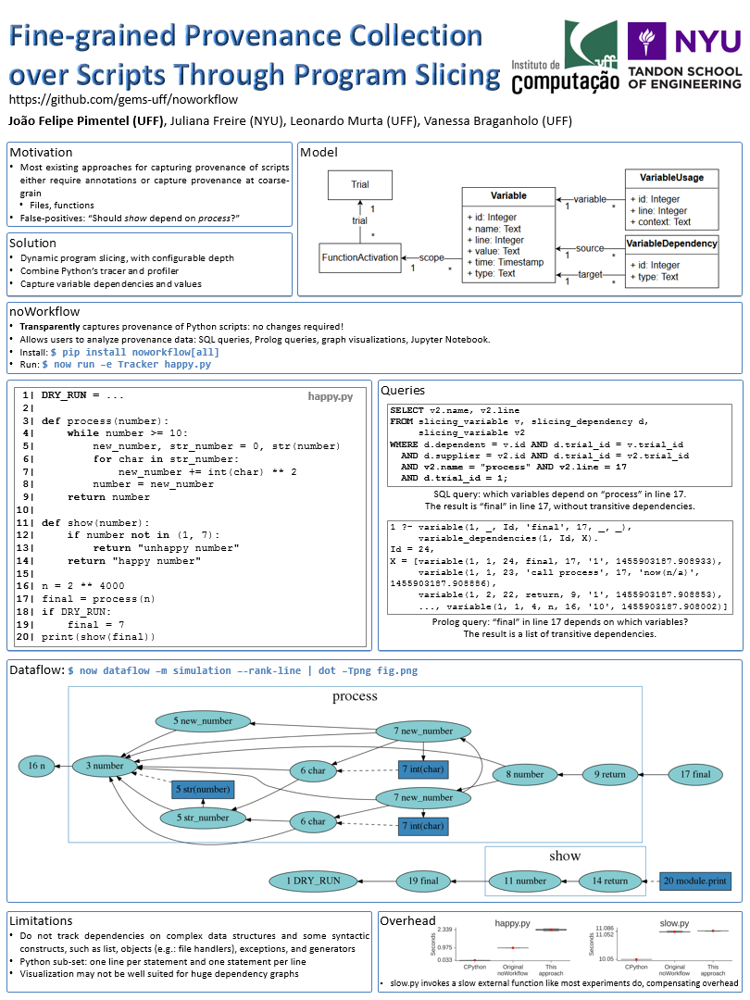 Fine-grained Provenance Collection
over Scripts Through Program Slicing
Instituto de
computação
uff
NYU
TANDON SCHOOL
OF ENGINEERING
https://github.com/gems-uff/noworkflow
João Felipe Pimentel (UFF), Juliana Freire (NYU), Leonardo Murta (UFF), Vanessa Braganholo (UFF)
Motivation
• Most existing approaches for capturing provenance of scripts
either require annotations or capture provenance at coarse-
grain
• Files, functions
• False-positives: “Should show depend on process?”
Solution
• Dynamic program slicing, with configurable depth
• Combine Python's tracer and profiler
• Capture variable dependencies and values
Model
Trial
1
trial
*
FunctionActivation
scope
1
*
Variable
+ id: Integer
+ name: Text
+ line: Integer
+ value: Text
+ time: Timestamp
+ type: Text
variable
1
*
source
1
*
target
1
*
VariableUsage
+ id: Integer
+ line: Integer
+ context: Text
VariableDependency
+ id: Integer
+ type: Text
noWorkflow
• Transparently captures provenance of Python scripts: no changes required!
• Allows users to analyze provenance data: SQL queries, Prolog queries, graph visualizations, Jupyter Notebook.
• Install: $ pip install noworkflow[all]
• Run: $ now run -e Tracker happy.py
happy.py
1| DRY_RUN = ...
2|
3| def process(number):
4|     while number >= 10:
5|         new_number, str_number = 0, str(number)
6|         for char in str_number:
7|             new_number += int(char) ** 2
8|         number = new_number
9|     return number
10|
11| def show(number):
12|     if number not in (1, 7):
13|         return "unhappy number"
14|     return "happy number"
15|
16| n = 2 ** 4000
17| final = process(n)
18| if DRY_RUN:
19|     final = 7
20| print(show(final))
Queries
SELECT v2.name, v2.line
FROM slicing_variable v, slicing_dependency d,
slicing_variable v2
WHERE d.dependent = v.id AND d.trial_id = v.trial_id
AND d.supplier = v2.id AND d.trial_id = v2.trial_id
AND v2.name = "process" AND v2.line = 17
AND d.trial_id = 1;
SQL query: which variables depend on “process” in line 17.
The result is “final” in line 17, without transitive dependencies.
1 ?- variable(1, _, Id, 'final', 17, _, _),
variable_dependencies(1, Id, X).
Id = 24,
X = [variable(1, 1, 24, final, 17, '1', 1455903187.908933),
variable(1, 1, 23, 'call process', 17, 'now(n/a)',
1455903187.908886),
variable(1, 2, 22, return, 9, '1', 1455903187.908853),
..., variable(1, 1, 4, n, 16, '10', 1455903187.908002)]
Prolog query: “final” in line 17 depends on which variables?
The result is a list of transitive dependencies.
Dataflow: $ now dataflow -m simulation --rank-line | dot -Tpng fig.png
process
5 new_number
7 new_number
16 n
3 number
6 char
7 int(char)
8 number
9 return
17 final
5 str(number)
7 new_number
5 str_number
6 char
7 int(char)
show
1 DRY_RUN
19 final
11 number
14 return
20 module.print
Limitations
• Do not track dependencies on complex data structures and some syntactic
constructs, such as list, objects (e.g.: file handlers), exceptions, and generators
• Python sub-set: one line per statement and one statement per line
• Visualization may not be well suited for huge dependency graphs
Overhead
happy.py
Seconds
2.339
0.975
0.033
CPython
Original
noWorkflow
This
approach
slow.py
Seconds
11.086
11.052
10.05
CPython
Original
noWorkflow
This
approach
• slow.py invokes a slow external function like most experiments do, compensating overhead